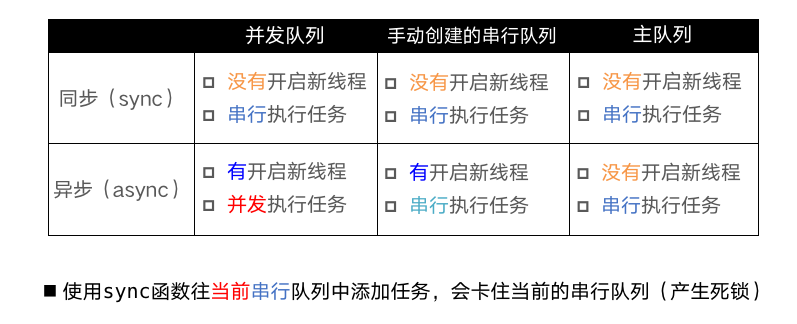 并发队列 手动创建的串行队列 主队列
同步（sync） 没有开启新线程 没有开启新线程 没有开启新线程
串行执行任务 串行执行任务 串行执行任务
异步（async） 有开启新线程 有开启新线程 没有开启新线程
并发执行任务 串行执行任务 串行执行任务
使用sync函数往当前串行队列中添加任务，会卡住当前的串行队列（产生死锁）